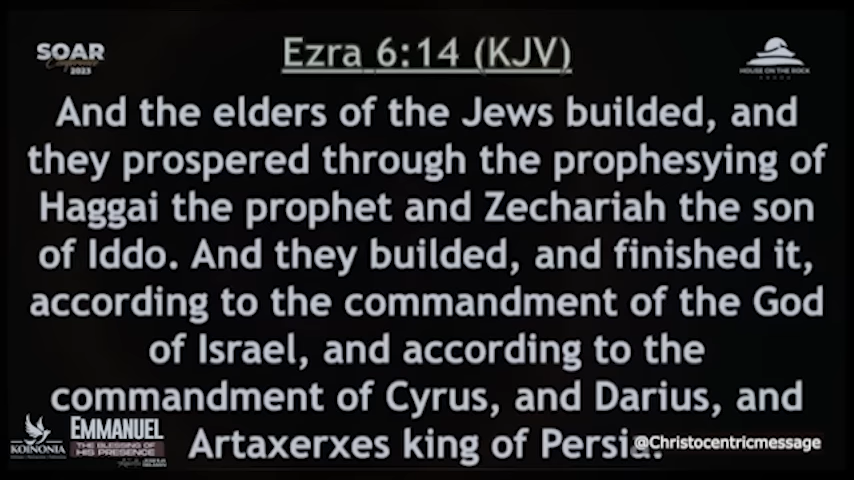 SOAR
Conference
2023
Ezra 6:14 (KJV)
HOUSE ON THE ROCK
And the elders of the Jews builded, and
they prospered through the prophesying of
Haggai the prophet and Zechariah the son
of Iddo. And they builded, and finished it,
according to the commandment of the God
of Israel, and according to the
commandment of Cyrus, and Darius, and
Artaxerxes king of Persia.
KOINONIA
EMMANUEL
THE BLESSING OF
HIS PRESENCE
@Christocentricmessage